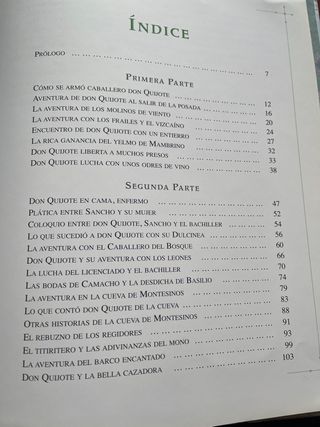 ÍNDICE
PRÓLOGO ... ... ... ... ... ... ... ... ... ... ... ... ... ... ... 7
PRIMERA PARTE
CÓMO SE ARMÓ CABALLERO DON QUIJOTE ... ... ... ... ... ... ... 12
AVENTURA DE DON QUIJOTE AL SALIR DE LA POSADA ... ... ... ... 16
LA AVENTURA DE LOS MOLINOS DE VIENTO ... ... ... ... ... ... 20
LA AVENTURA CON LOS FRAILES Y EL VIZCAÍNO ... ... ... ... ... 24
ENCUENTRO DE DON QUIJOTE CON UN ENTIERRO ... ... ... ... ... 27
LA RICA GANANCIA DEL YELMO DE MAMBRINO ... ... ... ... ... 32
DON QUIJOTE LIBERTA A MUCHOS PRESOS ... ... ... ... ... ... 33
DON QUIJOTE LUCHA CON UNOS ODRES DE VINO ... ... ... ... ... 38
SEGUNDA PARTE
DON QUIJOTE EN CAMA, ENFERMO ... ... ... ... ... ... ... ... 47
PLÁTICA ENTRE SANCHO Y SU MUJER ... ... ... ... ... ... ... 52
COLOQUIO ENTRE DON QUIJOTE, SANCHO Y EL BACHILLER ... ... ... 54
LO QUE SUCEDIÓ A DON QUIJOTE CON SU DULCINEA ... ... ... ... 56
LA AVENTURA CON EL CABALLERO DEL BOSQUE ... ... ... ... ... 60
DON QUIJOTE Y SU AVENTURA CON LOS LEONES ... ... ... ... ... 66
LA LUCHA DEL LICENCIADO Y EL BACHILLER ... ... ... ... ... ... 70
LAS BODAS DE CAMACHO Y LA DESDICHA DE BASILIO ... ... ... ... 74
LA AVENTURA EN LA CUEVA DE MONTESINOS ... ... ... ... ... ... 79
LO QUE CONTÓ DON QUIJOTE DE LA CUEVA ... ... ... ... ... ... 83
OTRAS HISTORIAS DE LA CUEVA DE MONTESINOS ... ... ... ... ... 88
EL REBUZNO DE LOS REGIDORES ... ... ... ... ... ... ... ... 91
EL TITIRITERO Y LAS ADIVINANZAS DEL MONO ... ... ... ... ... 93
LA AVENTURA DEL BARCO ENCANTADO ... ... ... ... ... ... ... 99
DON QUIJOTE Y LA BELLA CAZADORA ... ... ... ... ... ... ... 103